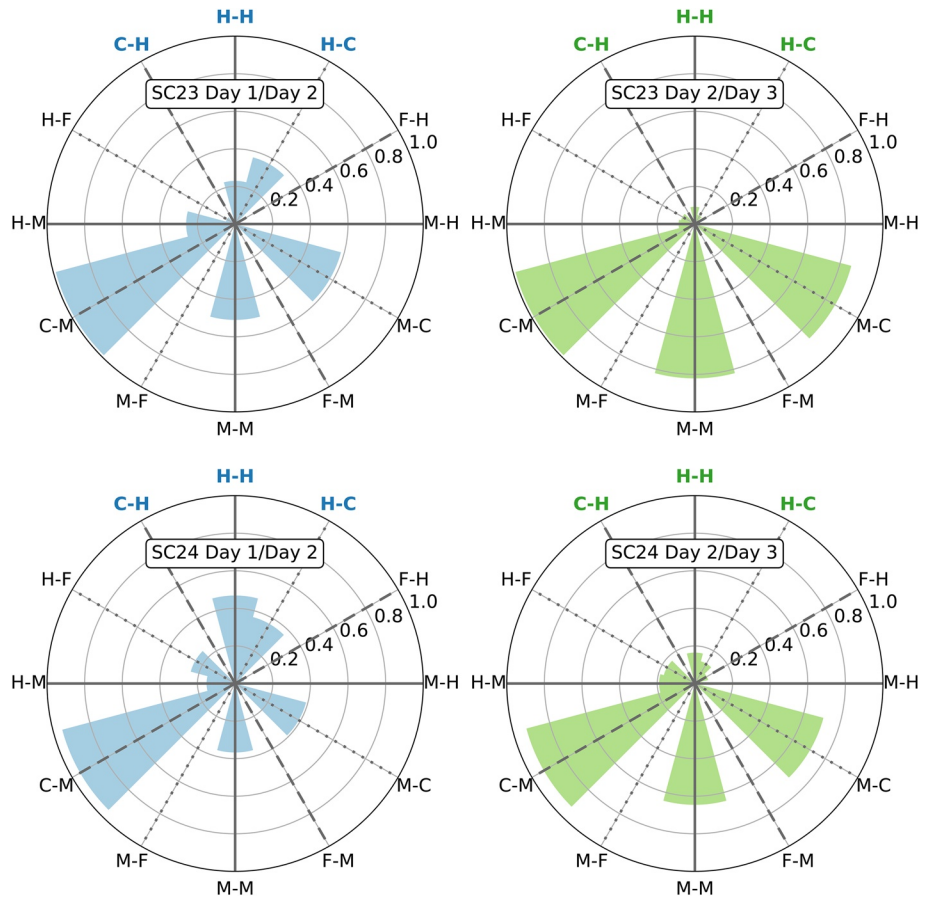 H-H
C-H
H-C
SC23 Day 1/Day 2
H-F
F-H
1.0
0.8
0.6
0.4
0.2
H-M
M-H
C-M
M-C
M-F
F-M
M-M
H-H
C-H
H-C
SC23 Day 2/Day 3
H-F
F-H
1.0
0.8
0.6
0.4
0.2
H-M
M-H
C-M
M-C
M-F
F-M
M-M
H-H
C-H
H-C
SC24 Day 1/Day 2
H-F
F-H
1.0
0.8
0.6
0.4
0.2
H-M
M-H
C-M
M-C
M-F
F-M
M-M
H-H
C-H
H-C
SC24 Day 2/Day 3
H-F
F-H
1.0
0.8
0.6
0.4
0.2
H-M
M-H
C-M
M-C
M-F
F-M
M-M